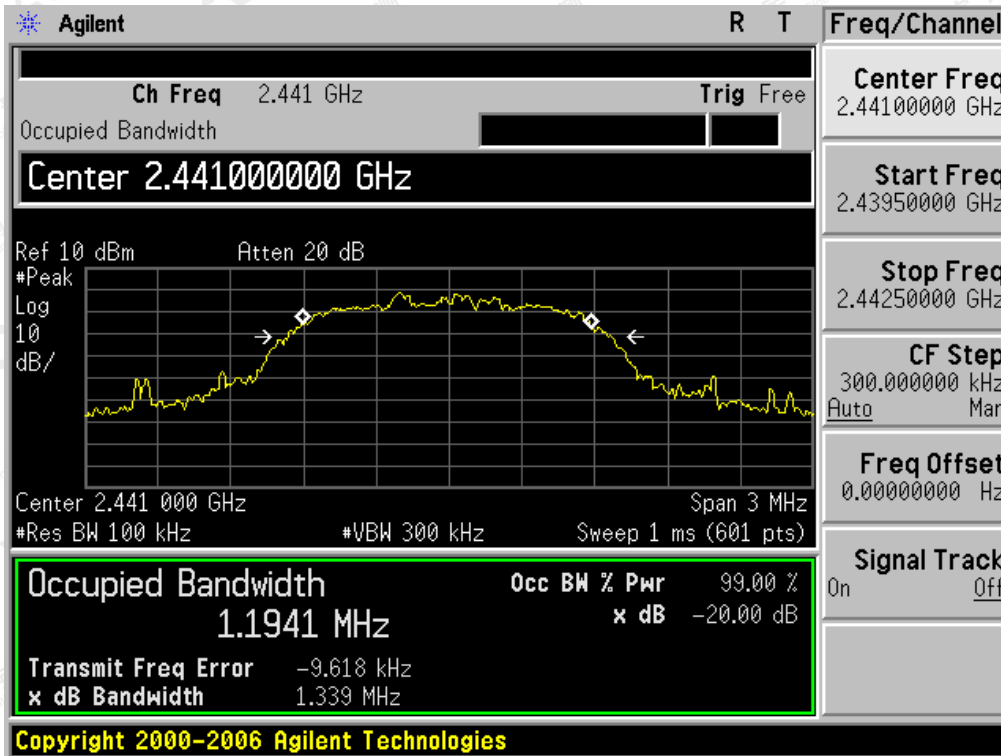 Agilent R T
Freq/Channel
Ch Freq 2.441 GHz Trig Free
Occupied Bandwidth
Center 2.441000000 GHz
Ref 10 dBm Atten 20 dB
#Peak
Log
10
dB/
Center 2.441 000 GHz Span 3 MHz
#Res BW 100 kHz #VBW 300 kHz Sweep 1 ms (601 pts)
Occupied Bandwidth Occ BW % Pwr 99.00 %
1.1941 MHz x dB -20.00 dB
Transmit Freq Error -9.618 kHz
x dB Bandwidth 1.339 MHz
Copyright 2000-2006 Agilent Technologies
Center Freq
2.44100000 GHz
Start Freq
2.43950000 GHz
Stop Freq
2.44250000 GHz
CF Step
300.000000 kHz
Auto Man
Freq Offset
0.00000000 Hz
Signal Track
On Off